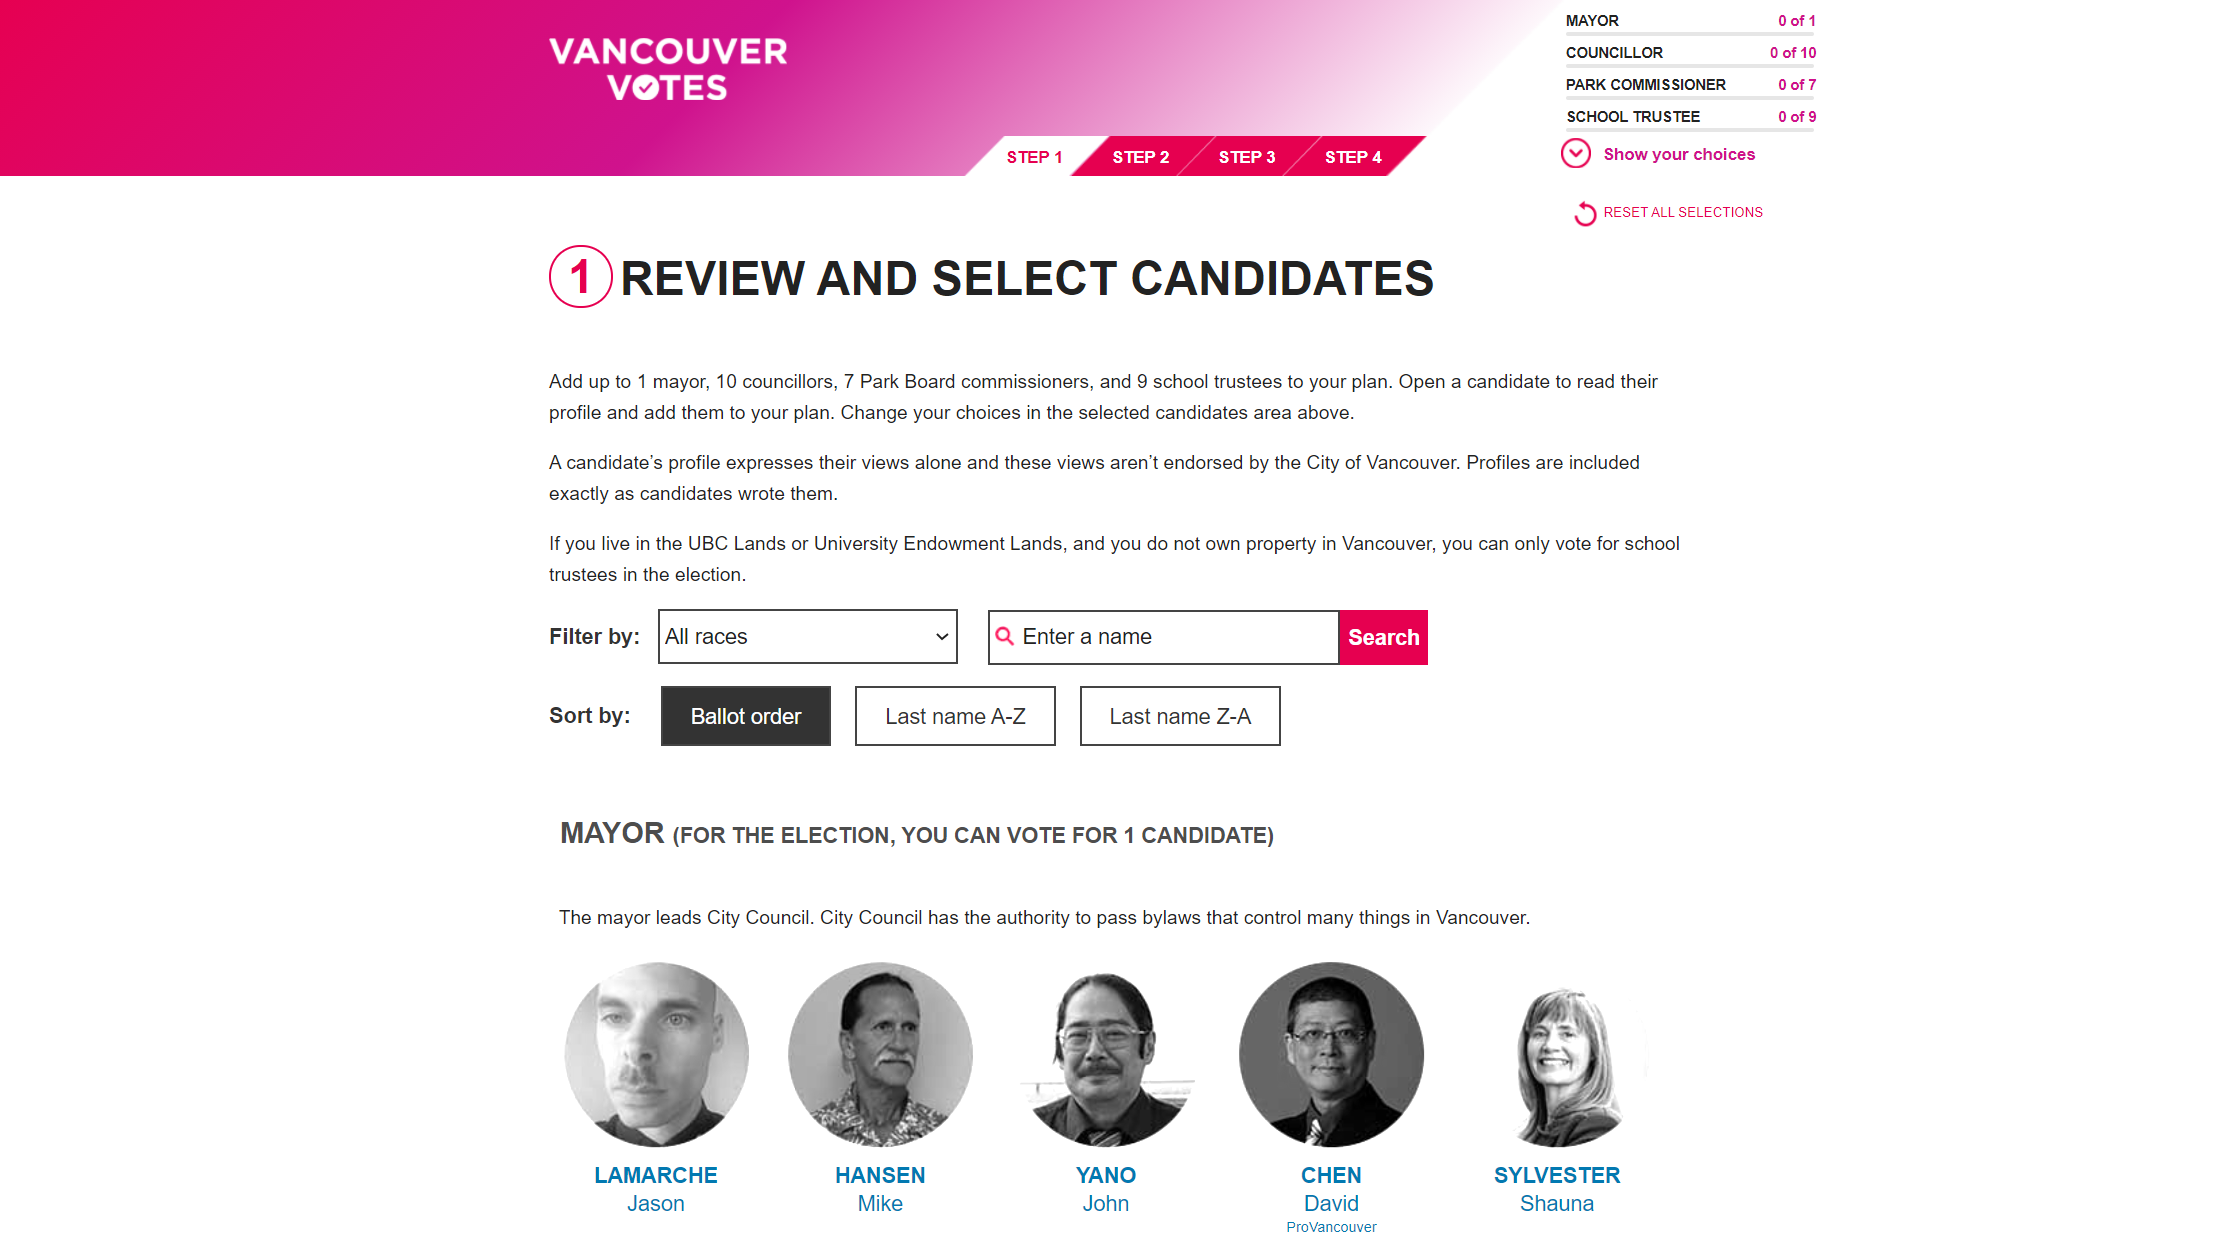 VANCOUVER
VOTES
MAYOR 0 of 1
COUNCILLOR 0 of 10
PARK COMMISSIONER 0 of 7
SCHOOL TRUSTEE 0 of 9
Show your choices
RESET ALL SELECTIONS
STEP 1 STEP 2 STEP 3 STEP 4
1 REVIEW AND SELECT CANDIDATES
Add up to 1 mayor, 10 councillors, 7 Park Board commissioners, and 9 school trustees to your plan. Open a candidate to read their
profile and add them to your plan. Change your choices in the selected candidates area above.
A candidate’s profile expresses their views alone and these views aren’t endorsed by the City of Vancouver. Profiles are included
exactly as candidates wrote them.
If you live in the UBC Lands or University Endowment Lands, and you do not own property in Vancouver, you can only vote for school
trustees in the election.
Filter by: All races Enter a name Search
Sort by: Ballot order Last name A-Z Last name Z-A
MAYOR (FOR THE ELECTION, YOU CAN VOTE FOR 1 CANDIDATE)
The mayor leads City Council. City Council has the authority to pass bylaws that control many things in Vancouver.
LAMARCHE HANSEN YANO CHEN SYLVESTER
Jason Mike John David Shauna
ProVancouver